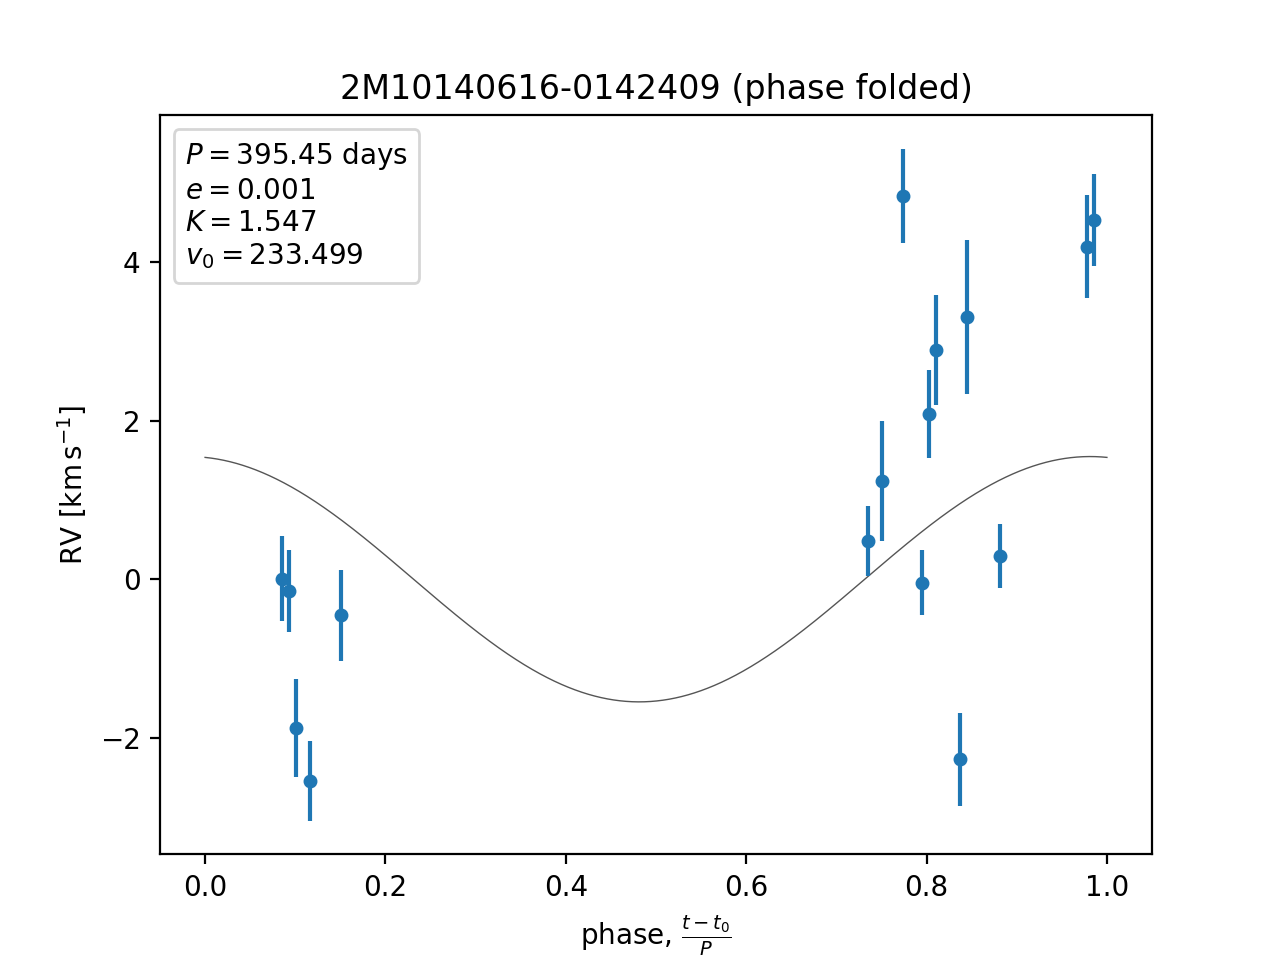 2M10140616-0142409 (phase folded)
P = 395.45 days
e = 0.001
K = 1.547
v₀ = 233.499
4
2
0
−2
RV [km s⁻¹]
0.0 0.2 0.4 0.6 0.8 1.0
phase, (t − t₀)/P